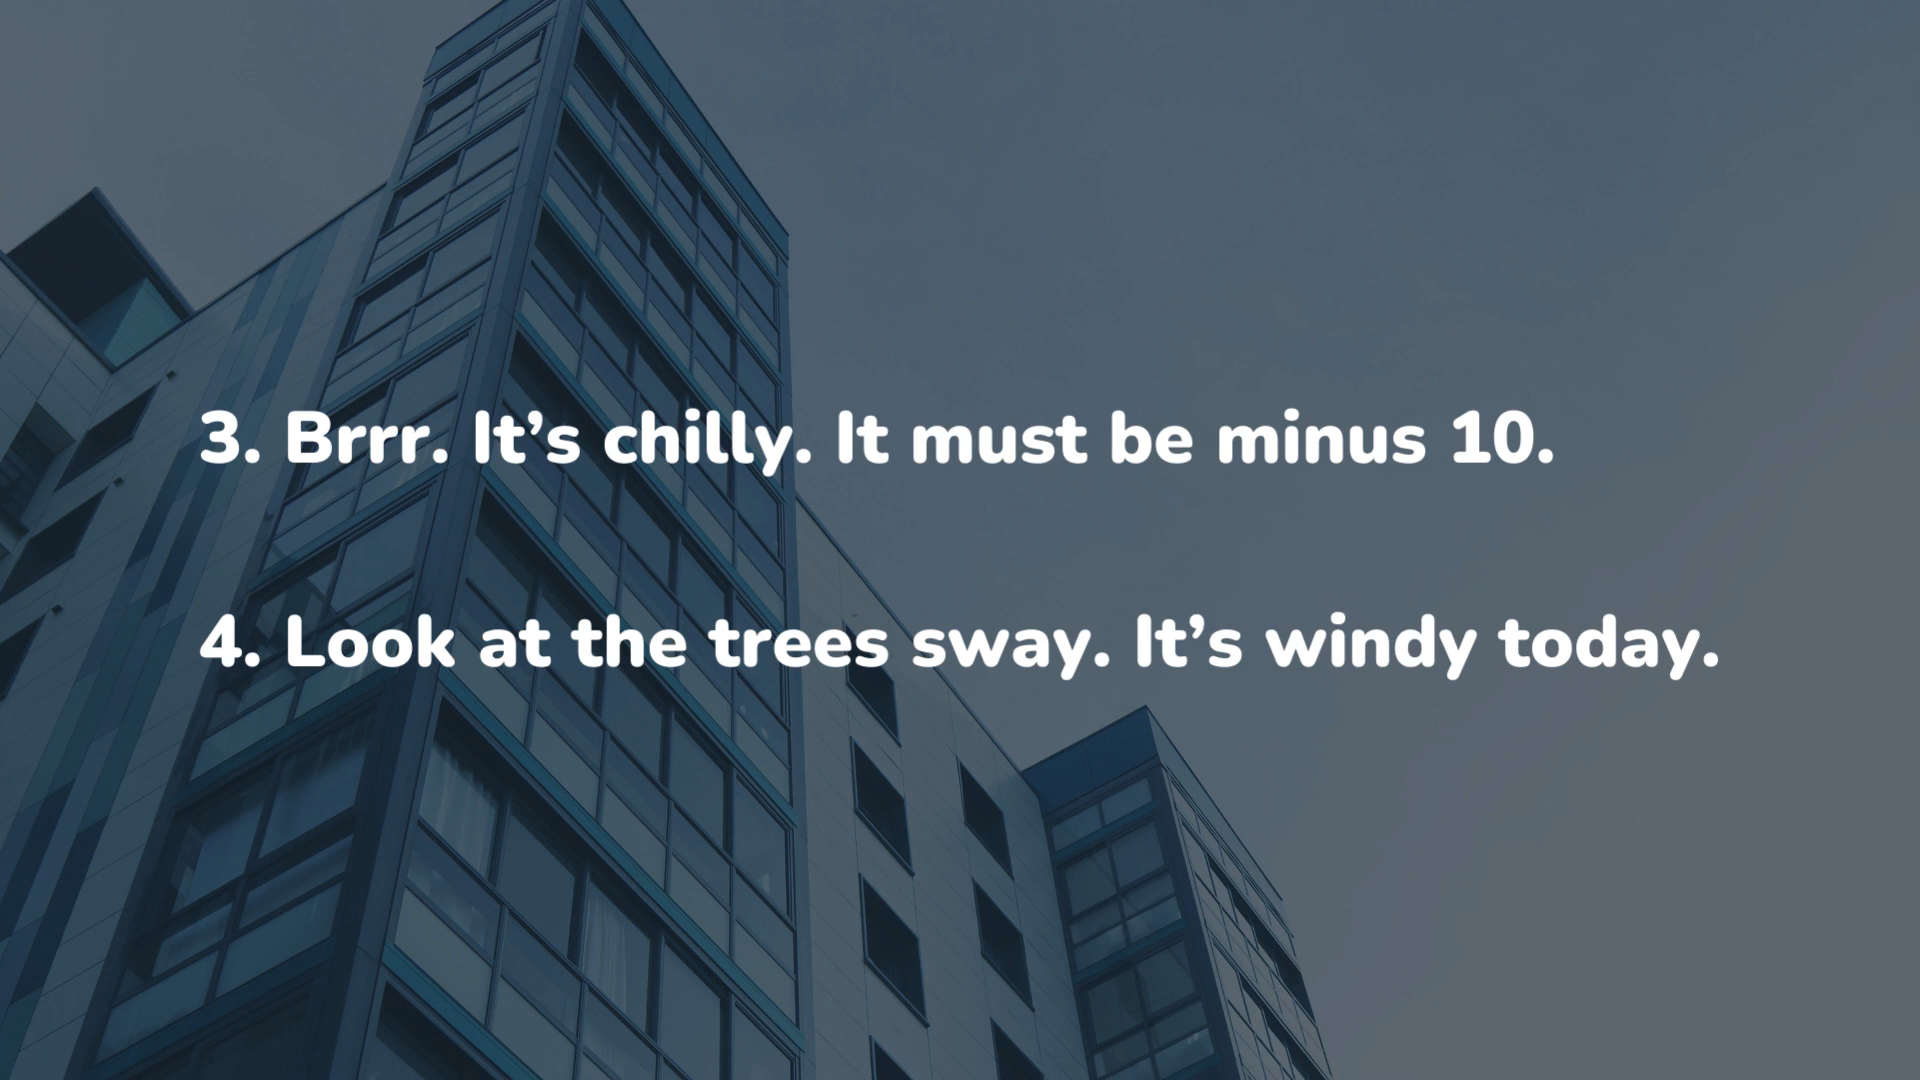 3. Brrr. It’s chilly. It must be minus 10.
4. Look at the trees sway. It’s windy today.